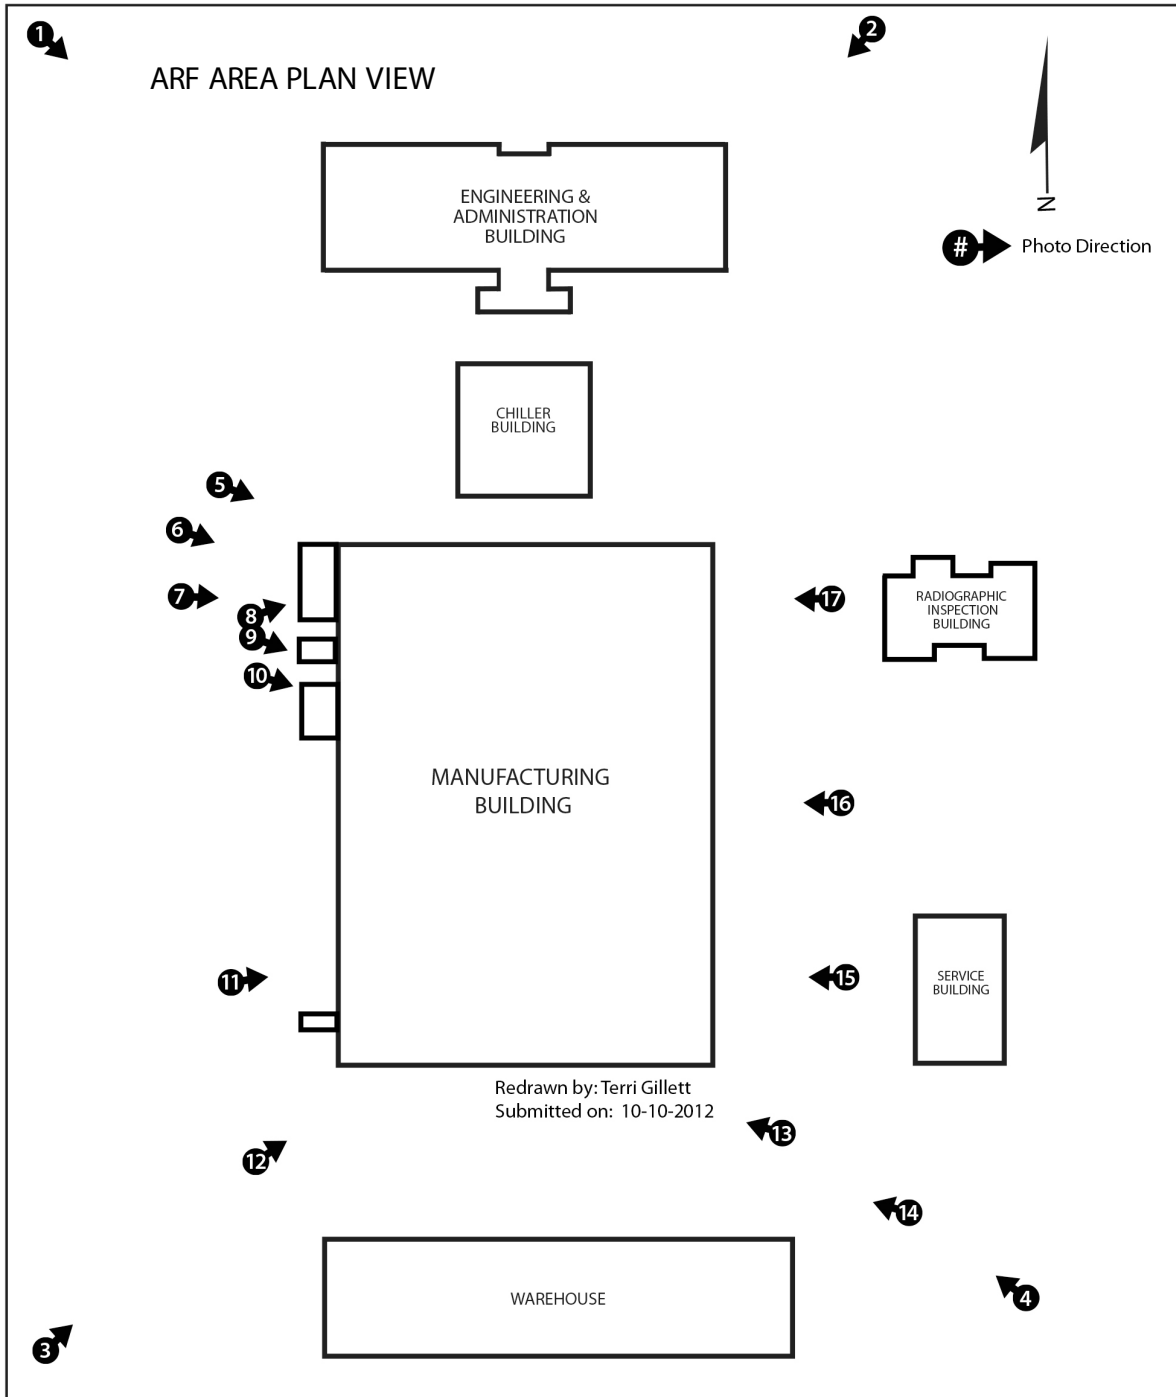 1
2
ARF AREA PLAN VIEW
ENGINEERING &
ADMINISTRATION
BUILDING
N
# Photo Direction
CHILLER
BUILDING
5
6
7
8
9
10
17
RADIOGRAPHIC
INSPECTION
BUILDING
MANUFACTURING
BUILDING
16
11
15
SERVICE
BUILDING
Redrawn by: Terri Gillett
Submitted on: 10-10-2012
12
13
14
WAREHOUSE
4
3